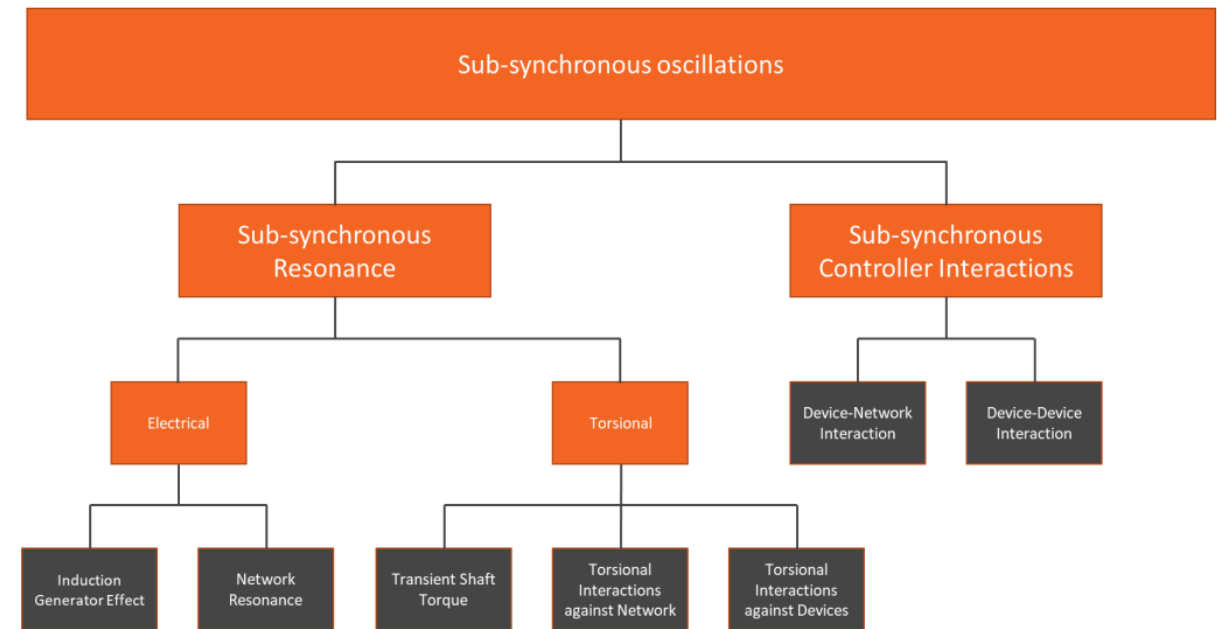 Sub-synchronous oscillations
Sub-synchronous
Resonance
Sub-synchronous
Controller Interactions
Electrical
Torsional
Device-Network
Interaction
Device-Device
Interaction
Induction
Generator Effect
Network
Resonance
Transient Shaft
Torque
Torsional
Interactions
against Network
Torsional
Interactions
against Devices